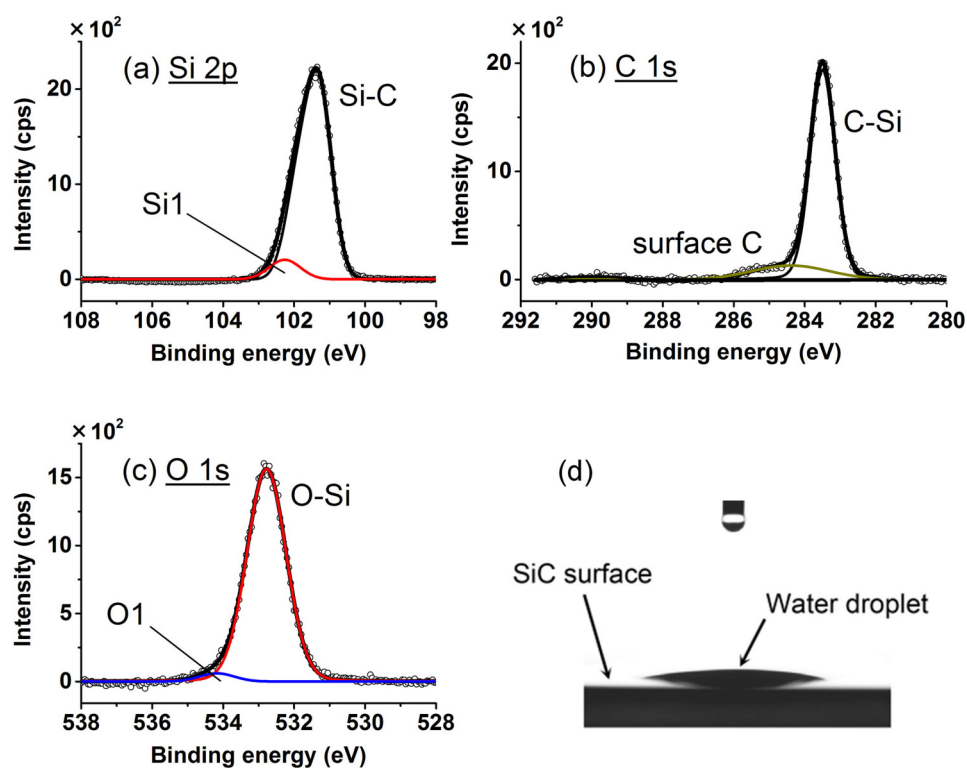 × 10²
(a) Si 2p
Si-C
Si1
20
10
0
Intensity (cps)
108 106 104 102 100 98
Binding energy (eV)
× 10²
(b) C 1s
C-Si
surface C
20
10
0
Intensity (cps)
292 290 288 286 284 282 280
Binding energy (eV)
× 10²
(c) O 1s
O-Si
O1
15
10
5
0
Intensity (cps)
538 536 534 532 530 528
Binding energy (eV)
(d)
SiC surface
Water droplet